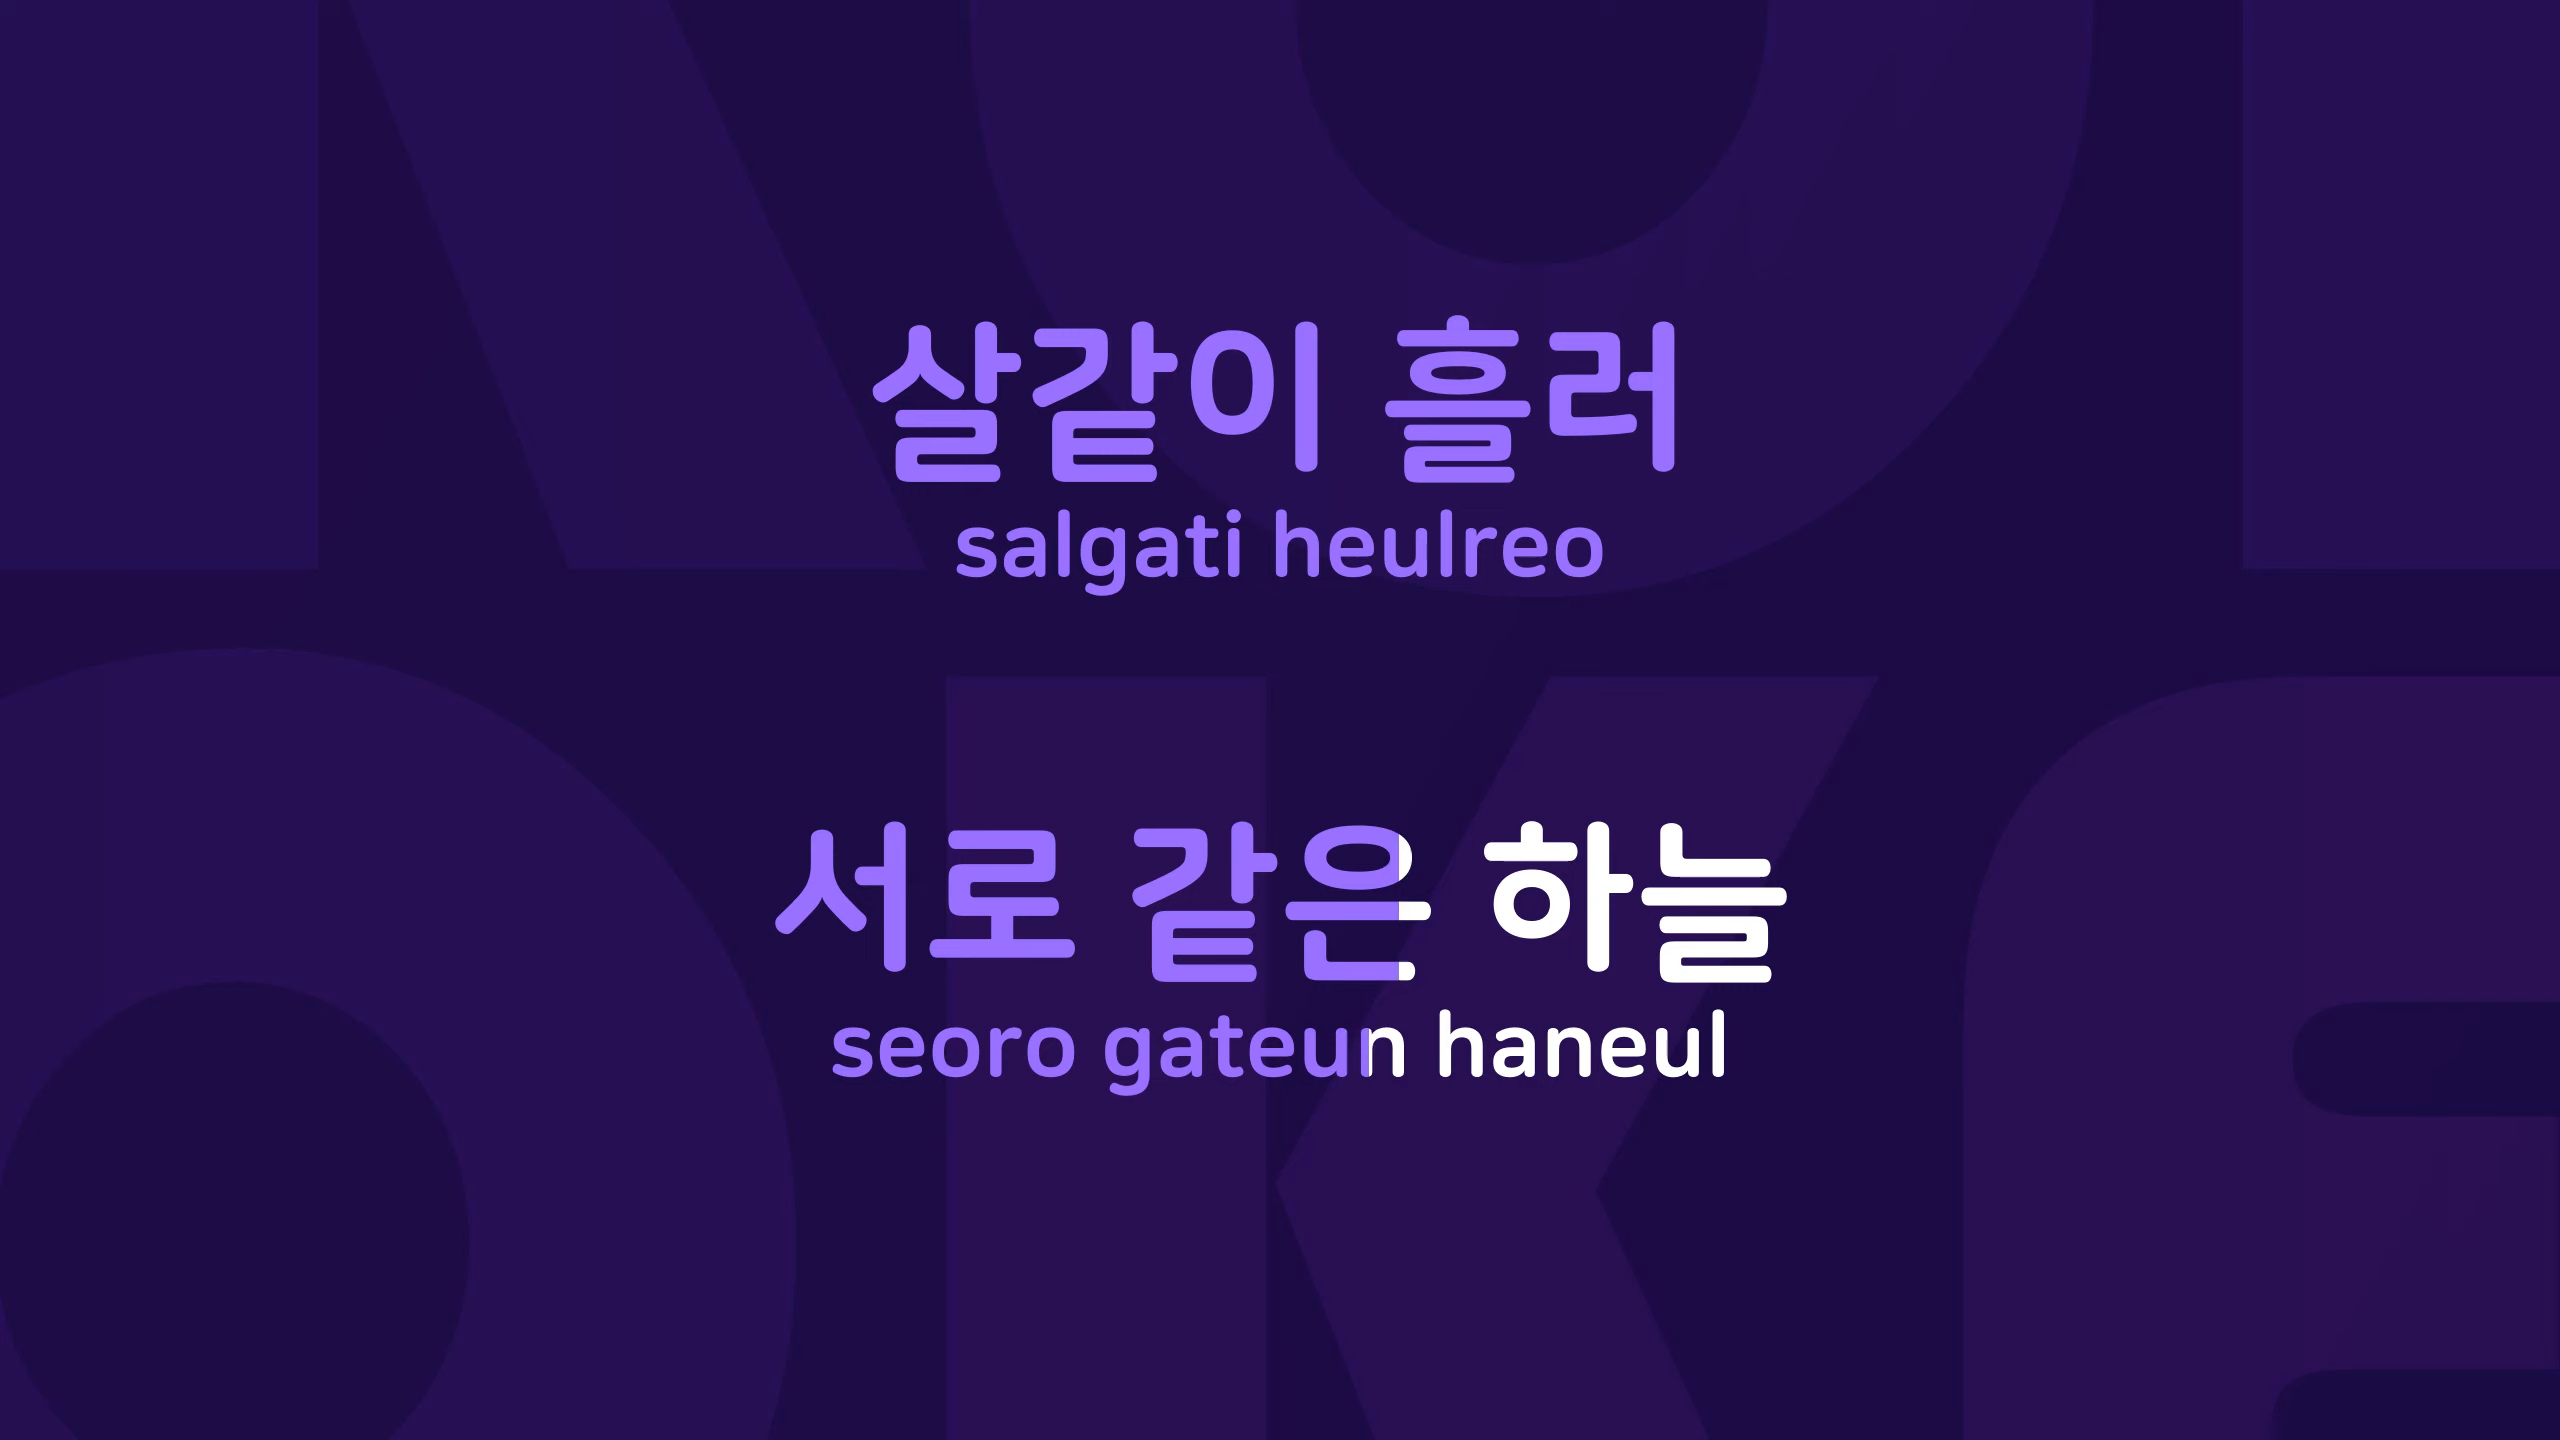 살같이 흘러
salgati heulreo
서로 같은 하늘
seoro gateun haneul